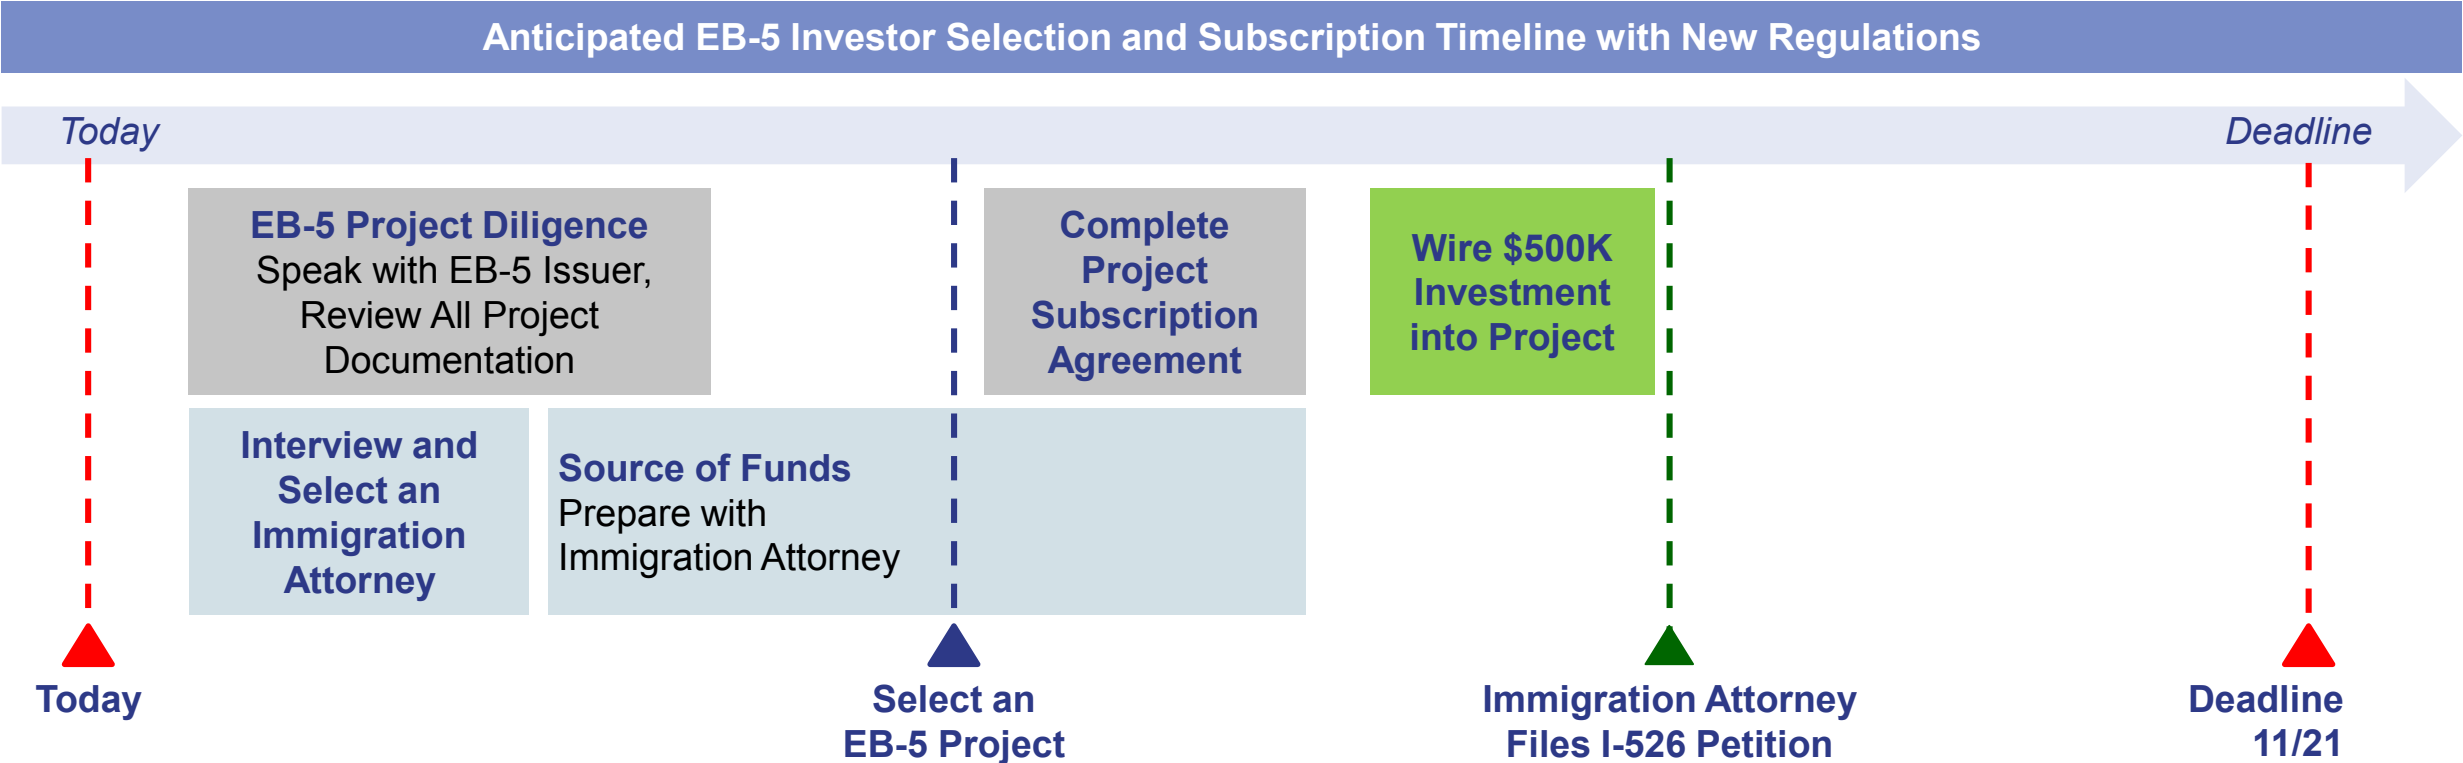 Anticipated EB-5 Investor Selection and Subscription Timeline with New Regulations
Today
Deadline
EB-5 Project Diligence
Speak with EB-5 Issuer,
Review All Project
Documentation
Complete
Project
Subscription
Agreement
Wire $500K
Investment
into Project
Interview and
Select an
Immigration
Attorney
Source of Funds
Prepare with
Immigration Attorney
Today
Select an
EB-5 Project
Immigration Attorney
Files I-526 Petition
Deadline
11/21